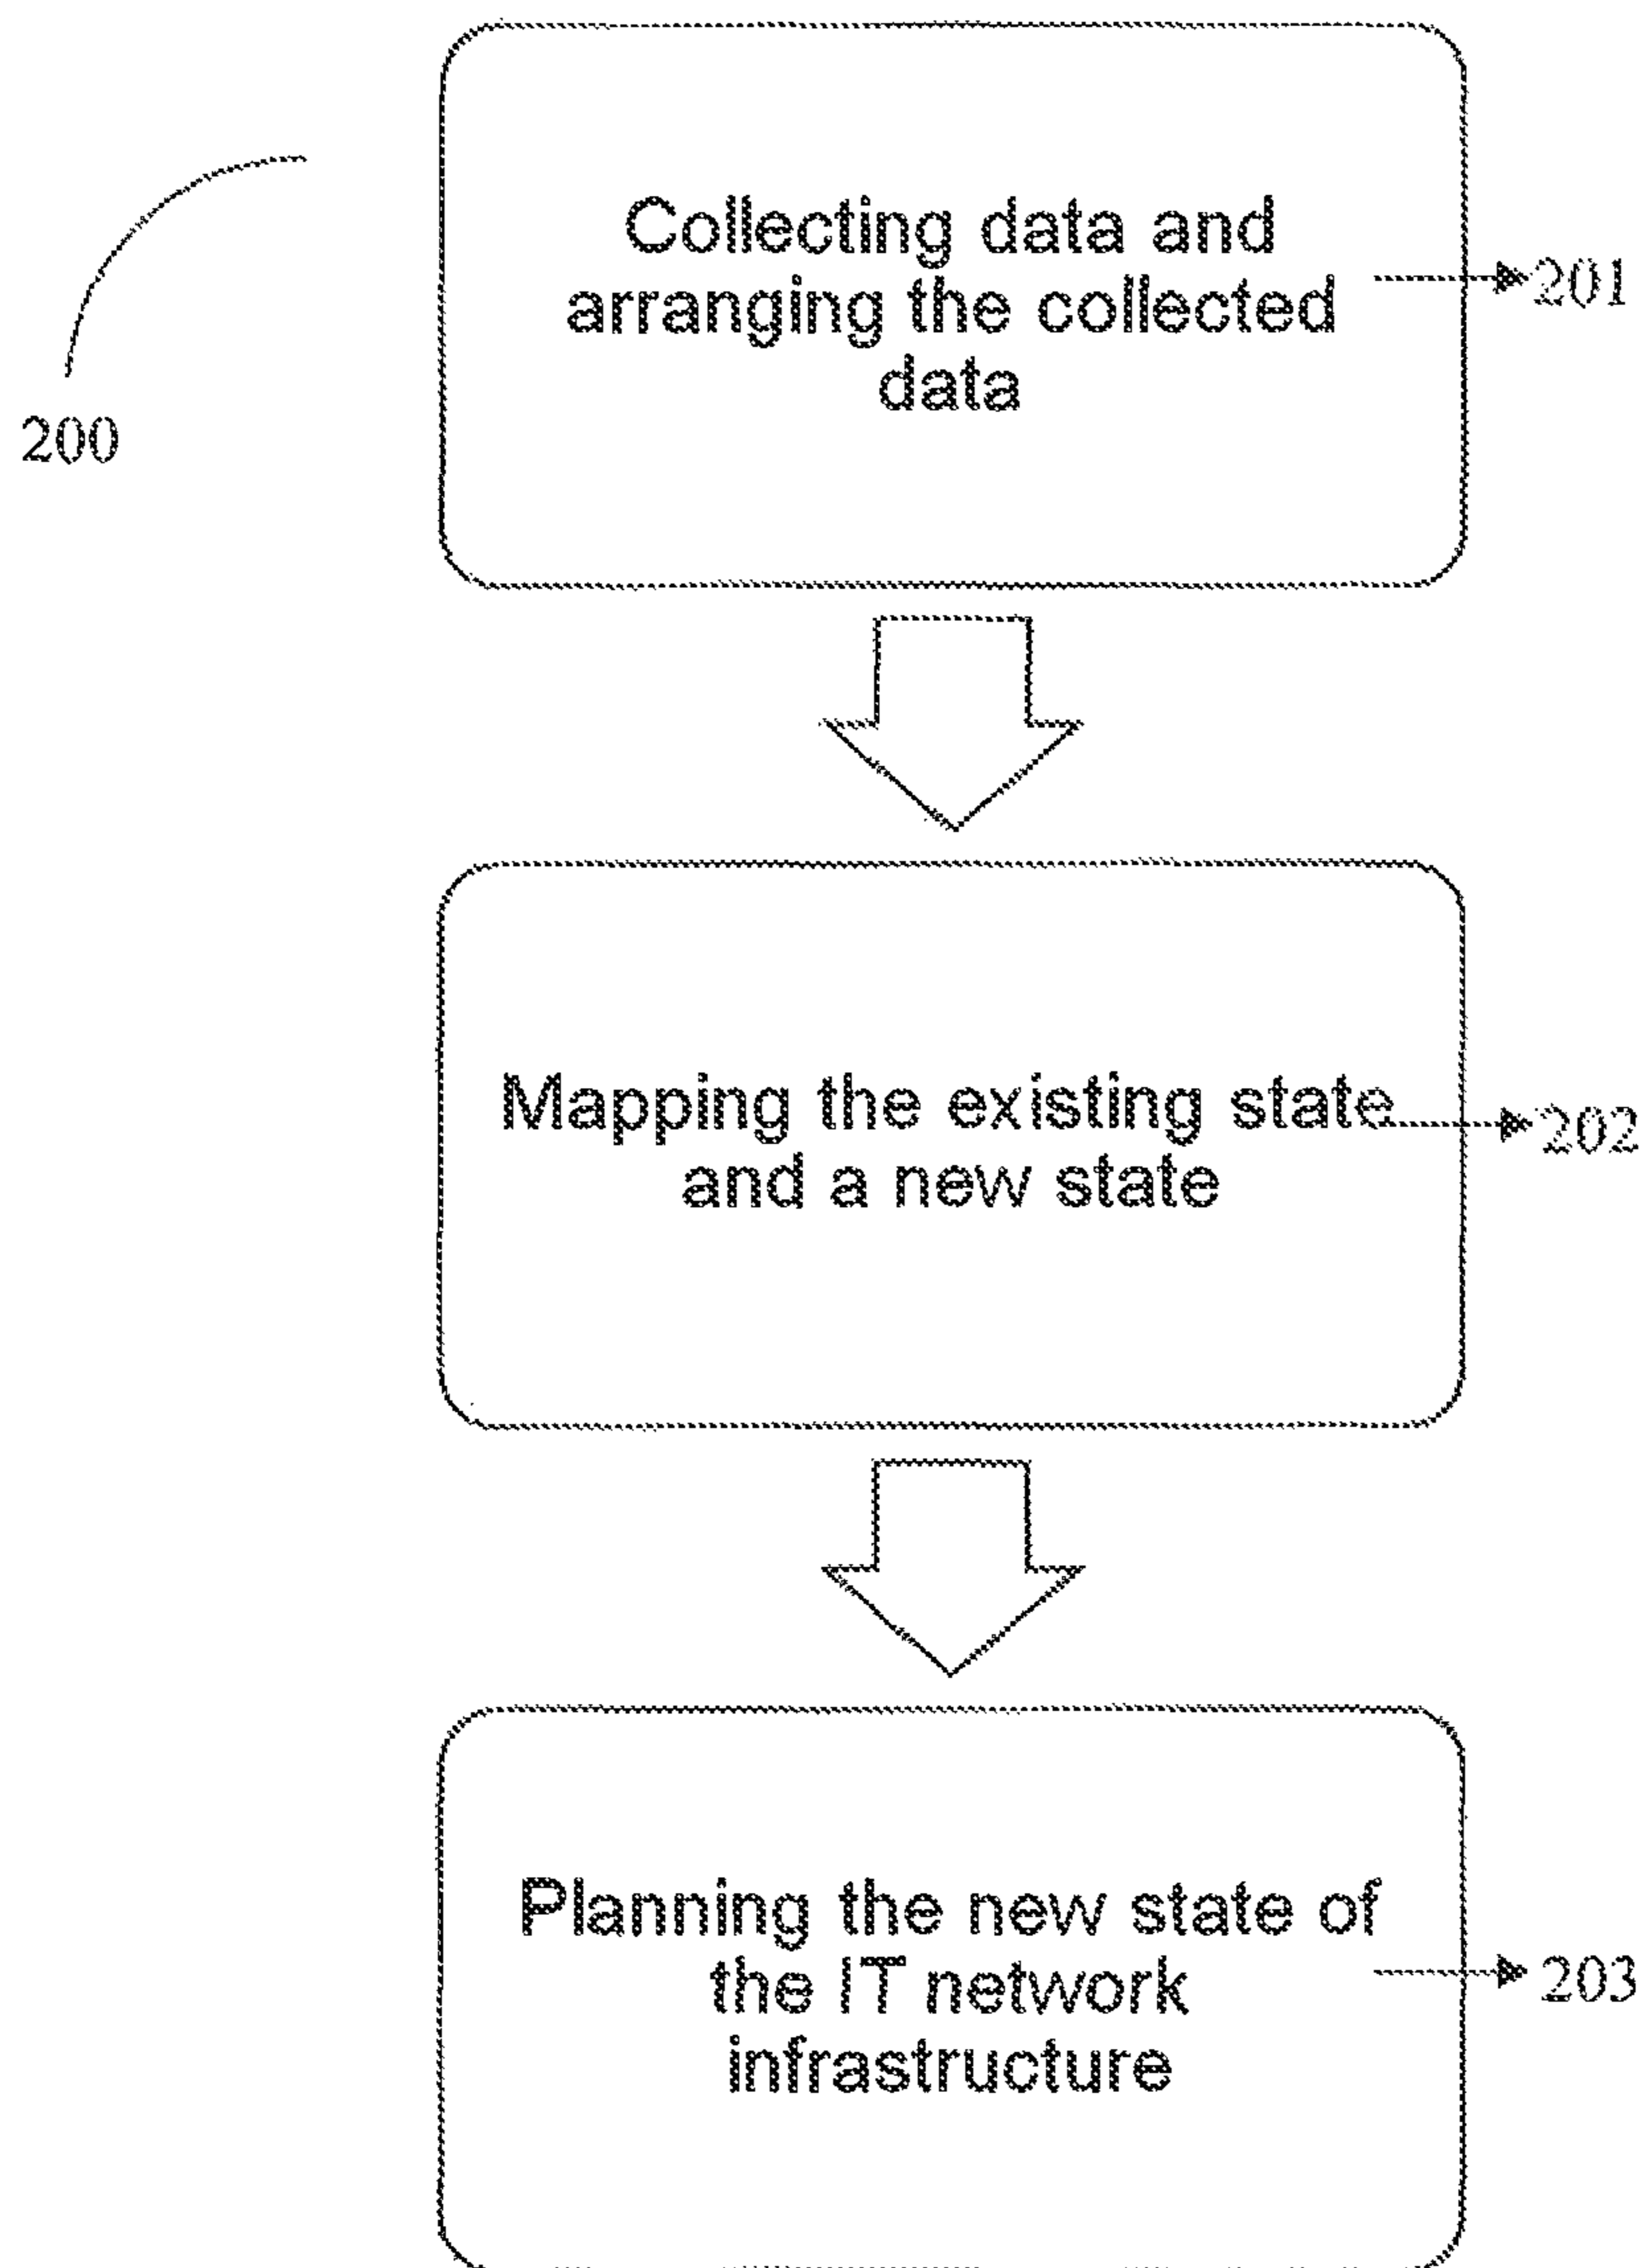 Collecting data and
arranging the collected
data
201
200
Mapping the existing state
and a new state
202
Planning the new state of
the IT network
infrastructure
203